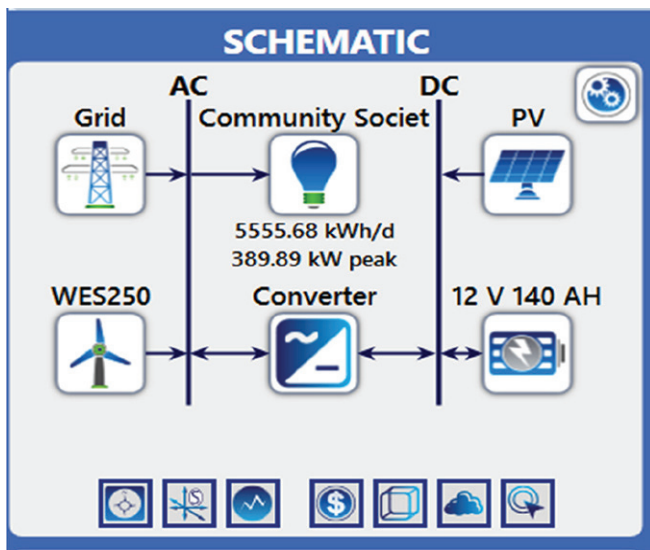 SCHEMATIC
AC
DC
Grid
Community Societ
PV
5555.68 kWh/d
389.89 kW peak
WES250
Converter
12 V 140 AH